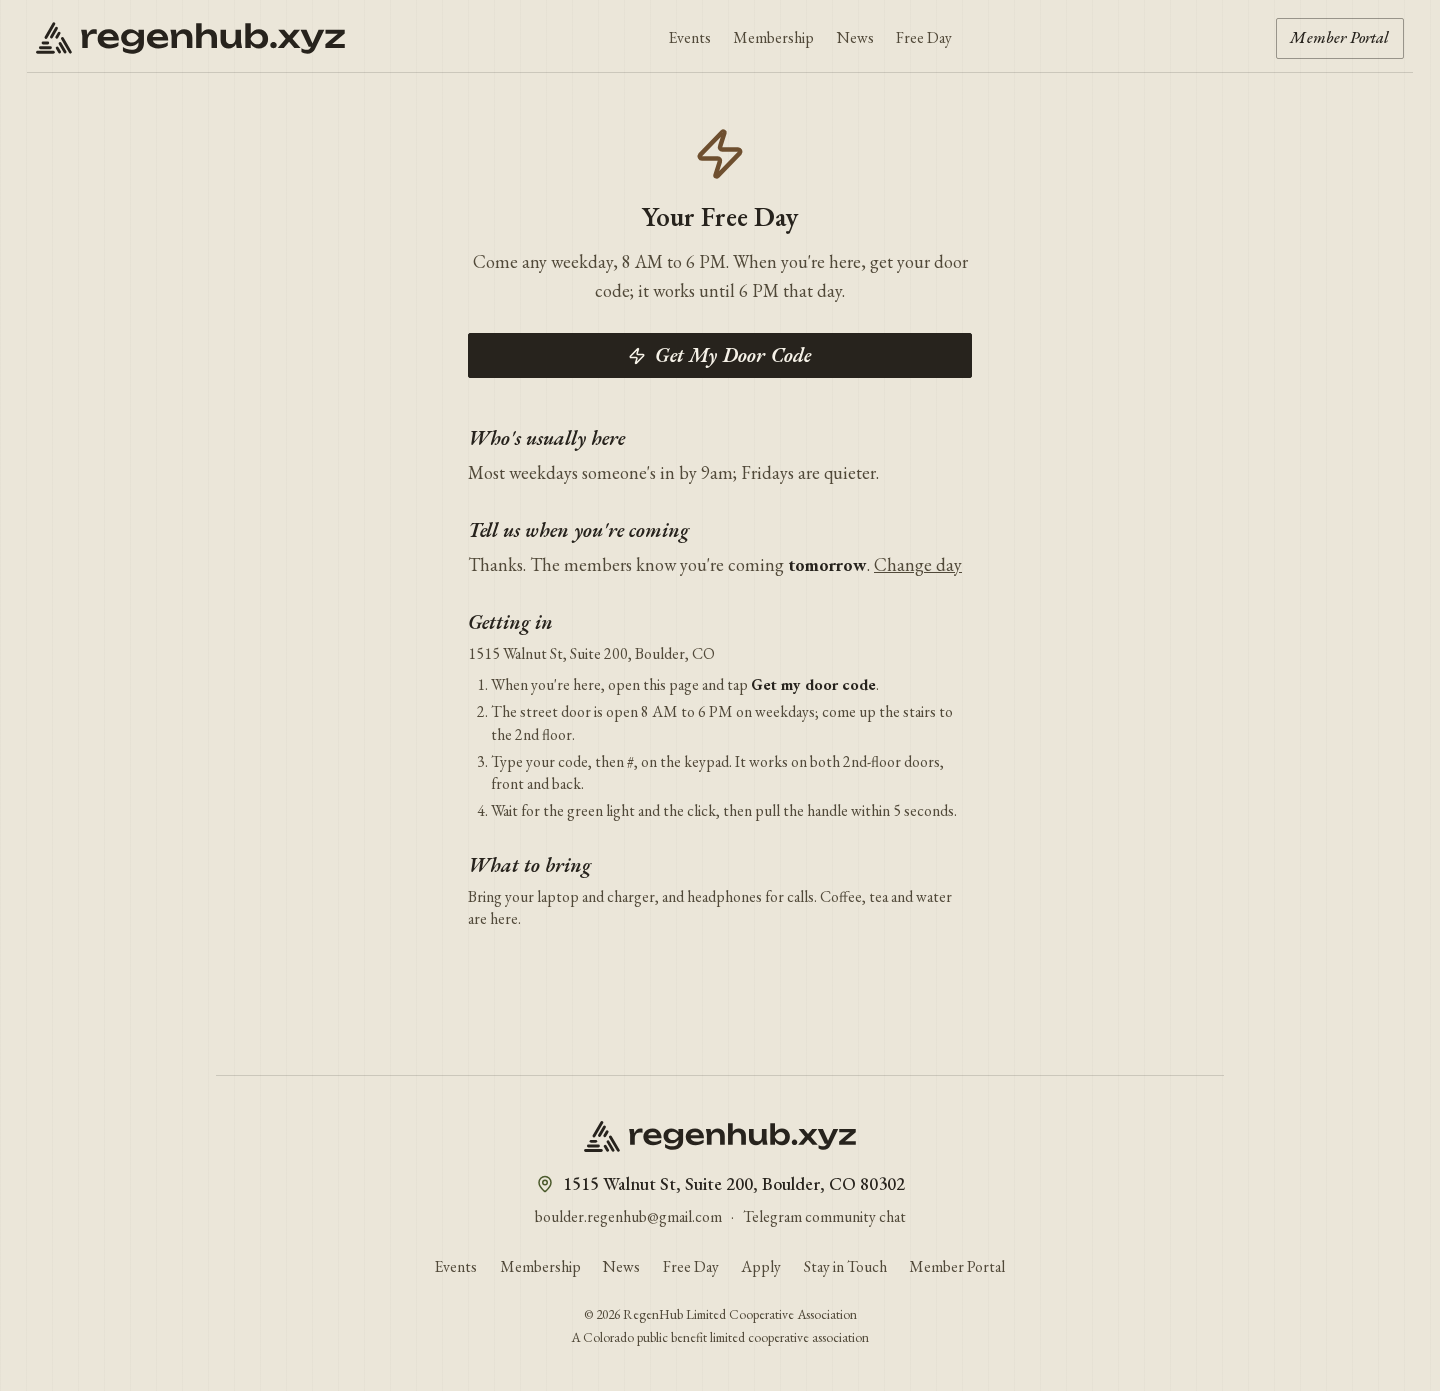 regenhub.xyz
Events Membership News Free Day
Member Portal
Your Free Day
Come any weekday, 8 AM to 6 PM. When you're here, get your door
code; it works until 6 PM that day.
Get My Door Code
Who's usually here
Most weekdays someone's in by 9am; Fridays are quieter.
Tell us when you're coming
Thanks. The members know you're coming tomorrow. Change day
Getting in
1515 Walnut St, Suite 200, Boulder, CO
1. When you're here, open this page and tap Get my door code.
2. The street door is open 8 AM to 6 PM on weekdays; come up the stairs to
the 2nd floor.
3. Type your code, then #, on the keypad. It works on both 2nd-floor doors,
front and back.
4. Wait for the green light and the click, then pull the handle within 5 seconds.
What to bring
Bring your laptop and charger, and headphones for calls. Coffee, tea and water
are here.
regenhub.xyz
1515 Walnut St, Suite 200, Boulder, CO 80302
boulder.regenhub@gmail.com · Telegram community chat
Events Membership News Free Day Apply Stay in Touch Member Portal
© 2026 RegenHub Limited Cooperative Association
A Colorado public benefit limited cooperative association